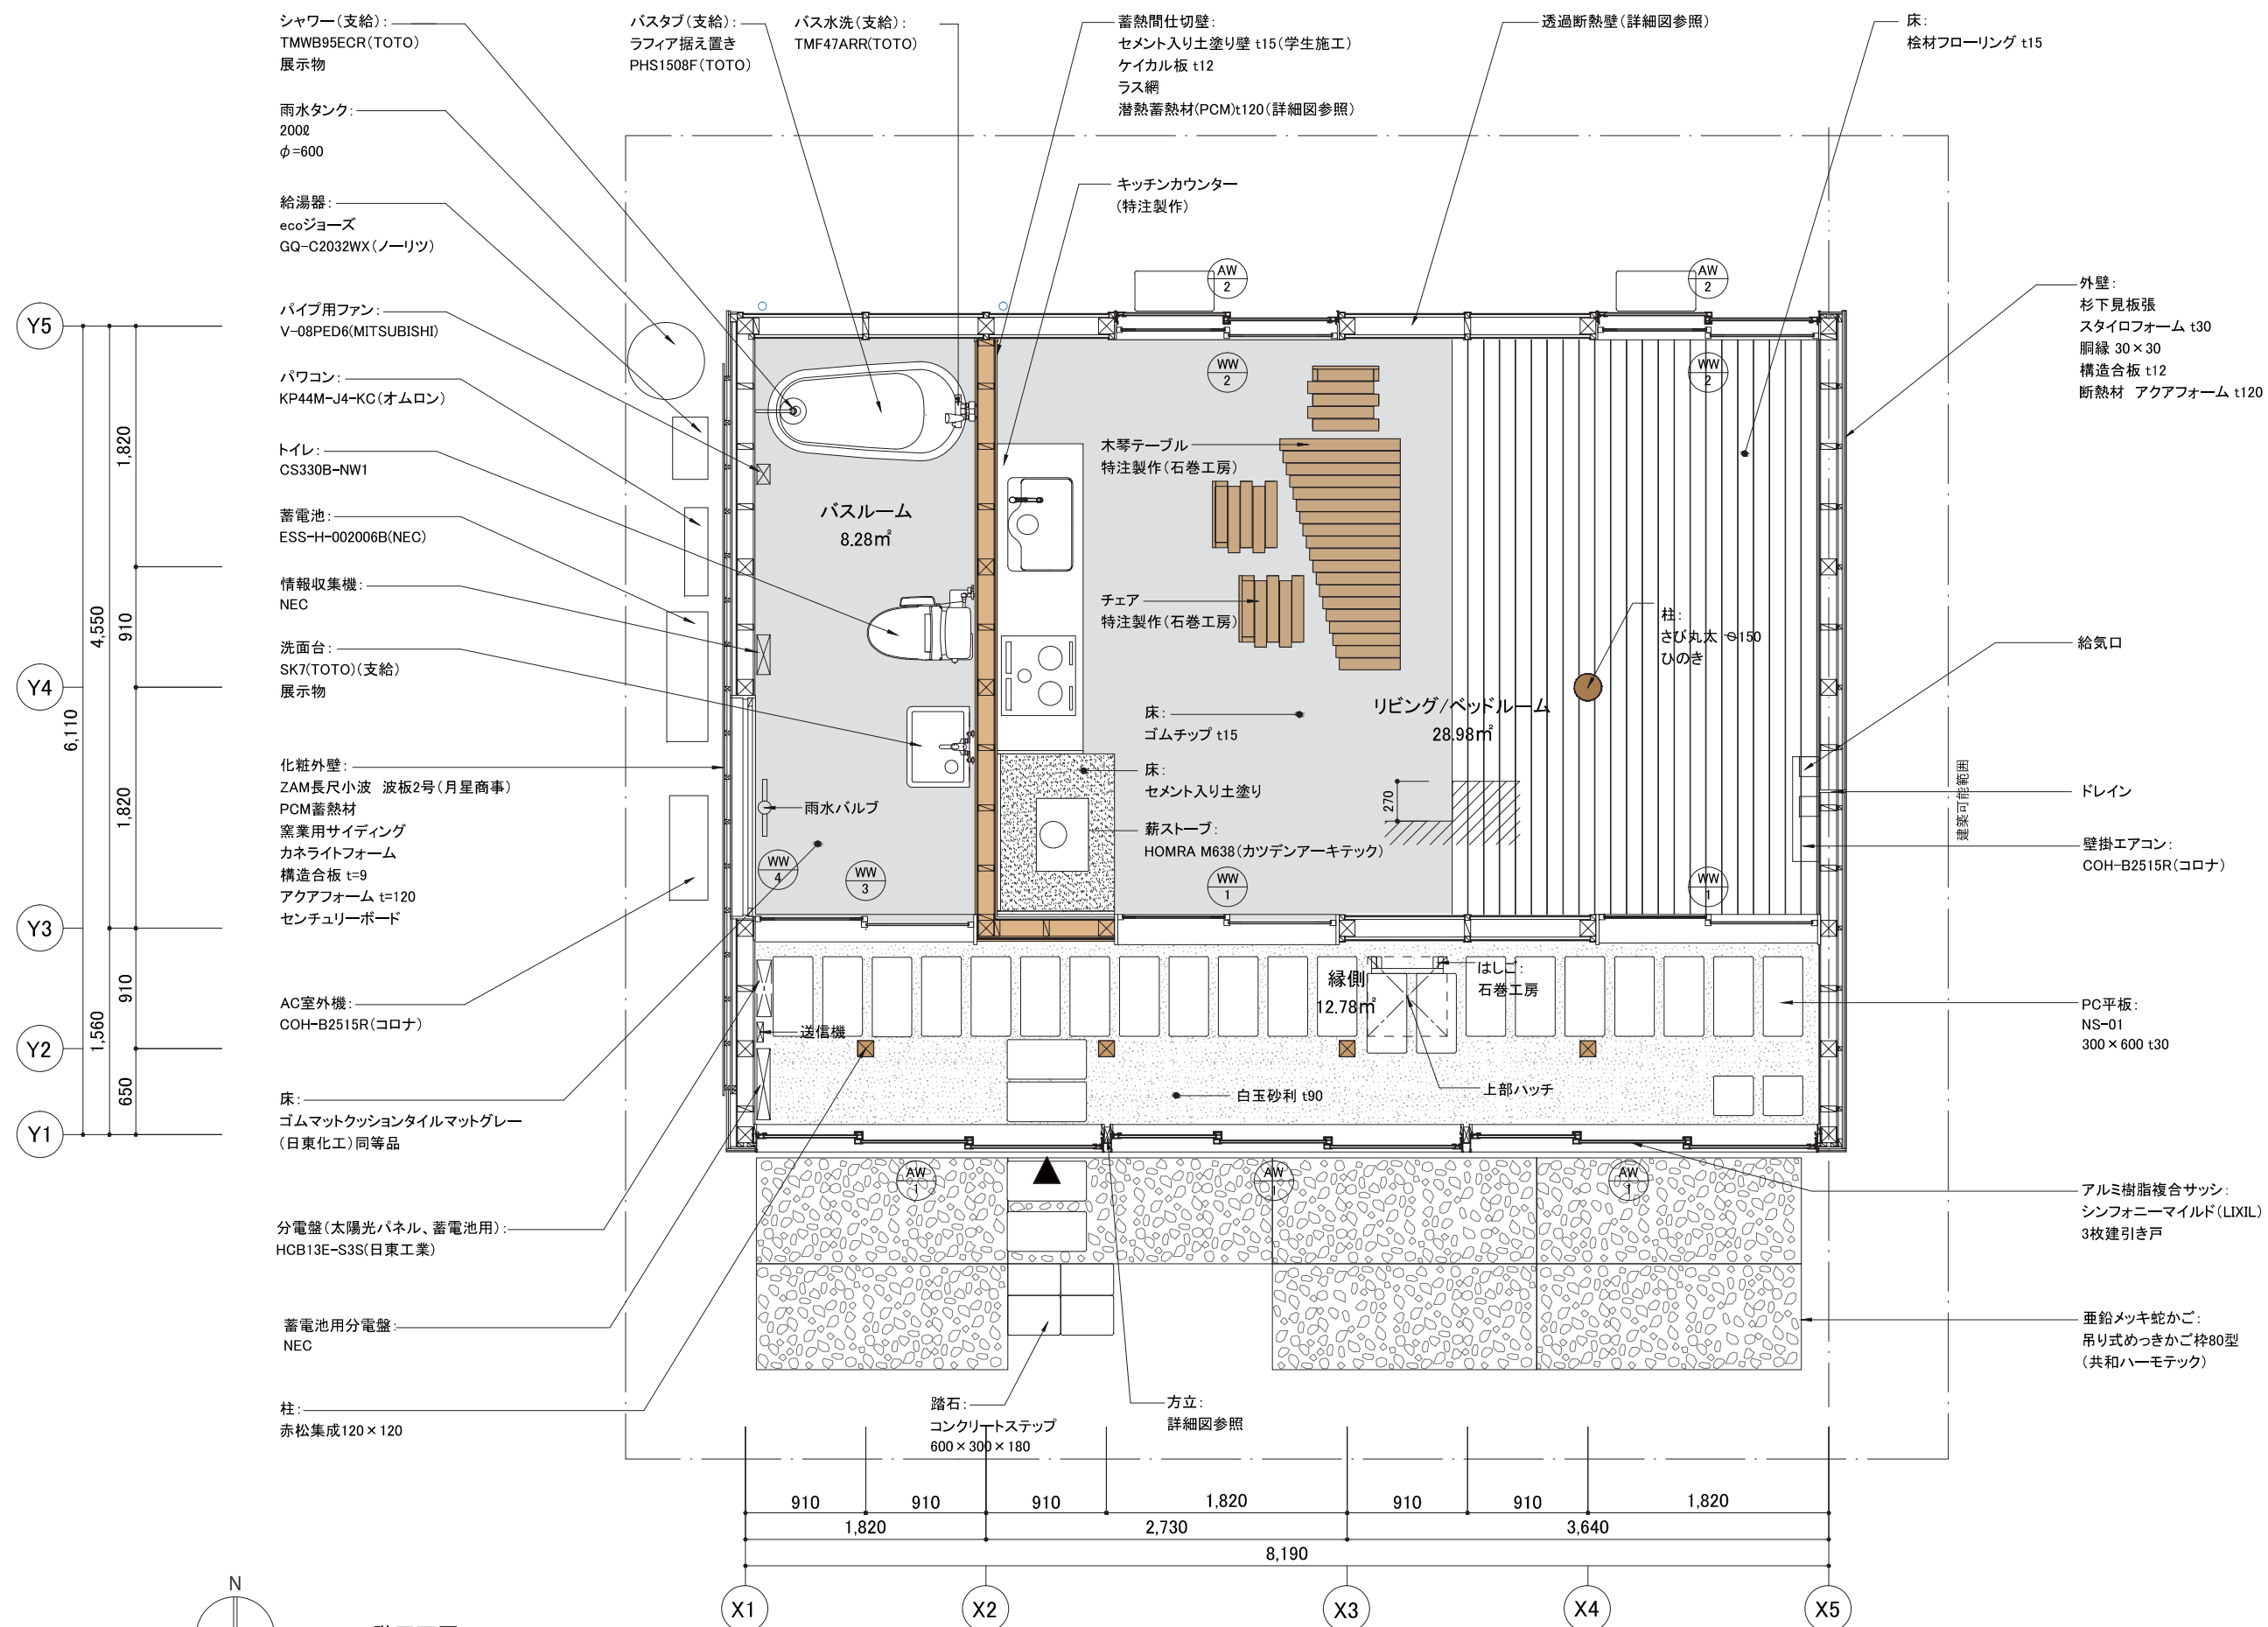 シャワー(支給):
TMWB95ECR(TOTO)
展示物
バスタブ(支給):
ラフィア据え置き
PHS1508F(TOTO)
バス水洗(支給):
TMF47ARR(TOTO)
蓄熱間仕切壁:
セメント入り土塗り壁 t15(学生施工)
ケイカル板 t12
ラス網
潜熱蓄熱材(PCM)t120(詳細図参照)
透過断熱壁(詳細図参照)
床:
桧材フローリング t15
雨水タンク:
200ℓ
φ=600
キッチンカウンター
(特注製作)
給湯器:
ecoジョーズ
GQ-C2032WX(ノーリツ)
パイプ用ファン:
V-08PED6(MITSUBISHI)
パワコン:
KP44M-J4-KC(オムロン)
トイレ:
CS330B-NW1
蓄電池:
ESS-H-002006B(NEC)
情報収集機:
NEC
洗面台:
SK7(TOTO)(支給)
展示物
化粧外壁:
ZAM長尺小波 波板2号(月星商事)
PCM蓄熱材
窯業用サイディング
カネライトフォーム
構造合板 t=9
アクアフォーム t=120
センチュリーボード
AC室外機:
COH-B2515R(コロナ)
床:
ゴムマットクッションタイルマットグレー
(日東化工)同等品
分電盤(太陽光パネル、蓄電池用):
HCB13E-S3S(日東工業)
蓄電池用分電盤:
NEC
柱:
赤松集成120×120
外壁:
杉下見板張
スタイロフォーム t30
胴縁 30×30
構造合板 t12
断熱材 アクアフォーム t120
給気口
ドレイン
壁掛エアコン:
COH-B2515R(コロナ)
建築可能範囲
PC平板:
NS-01
300×600 t30
アルミ樹脂複合サッシ:
シンフォニーマイルド(LIXIL)
3枚建引き戸
亜鉛メッキ蛇かご:
吊り式めっきかご枠80型
(共和ハーモテック)
AW
2
AW
2
WW
2
WW
2
木琴テーブル
特注製作(石巻工房)
バスルーム
8.28㎡
チェア
特注製作(石巻工房)
柱:
さび丸太 Φ150
ひのき
リビング/ベッドルーム
28.98㎡
床:
ゴムチップ t15
床:
セメント入り土塗り
270
雨水バルブ
薪ストーブ:
HOMRA M638(カツデンアーキテック)
WW
4
WW
3
WW
1
WW
1
縁側
12.78㎡
はしご:
石巻工房
送信機
白玉砂利 t90
上部ハッチ
AW
1
AW
1
AW
1
踏石:
コンクリートステップ
600×300×180
方立:
詳細図参照
Y5
Y4
Y3
Y2
Y1
6,110
4,550
1,560
1,820
910
1,820
910
650
910
910
910
1,820
910
910
1,820
1,820
2,730
3,640
8,190
X1
X2
X3
X4
X5
N